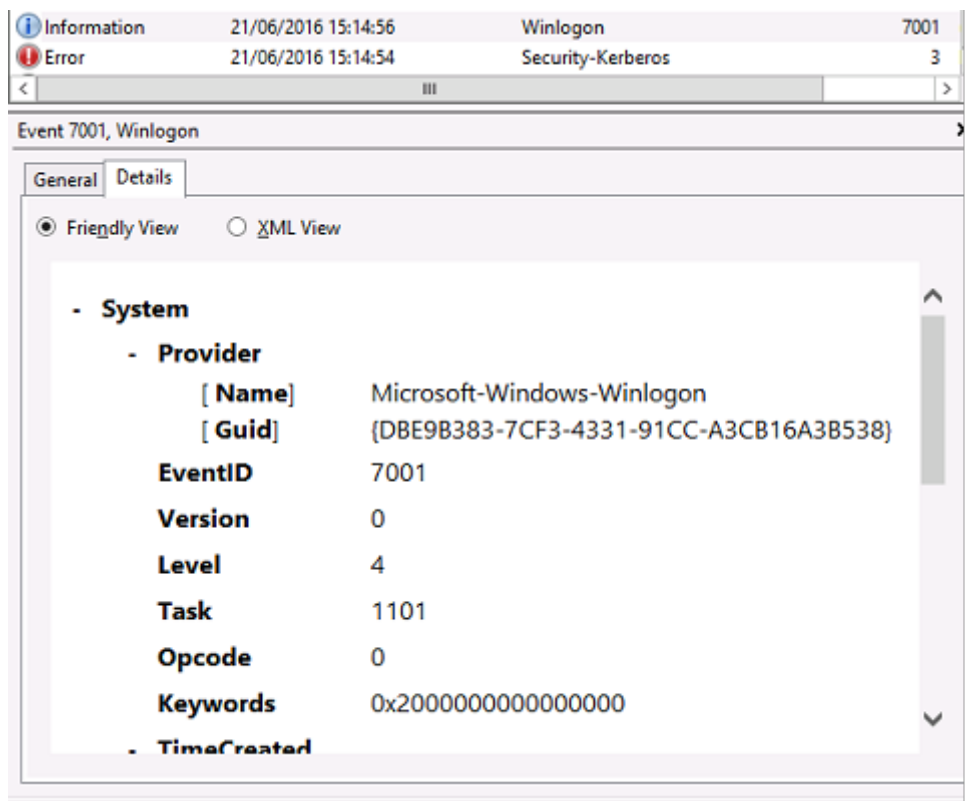 Information 21/06/2016 15:14:56 Winlogon 7001
Error 21/06/2016 15:14:54 Security-Kerberos 3
Event 7001, Winlogon
General Details
Friendly View XML View
- System
- Provider
[ Name] Microsoft-Windows-Winlogon
[ Guid] {DBE9B383-7CF3-4331-91CC-A3CB16A3B538}
EventID 7001
Version 0
Level 4
Task 1101
Opcode 0
Keywords 0x2000000000000000
- TimeCreated